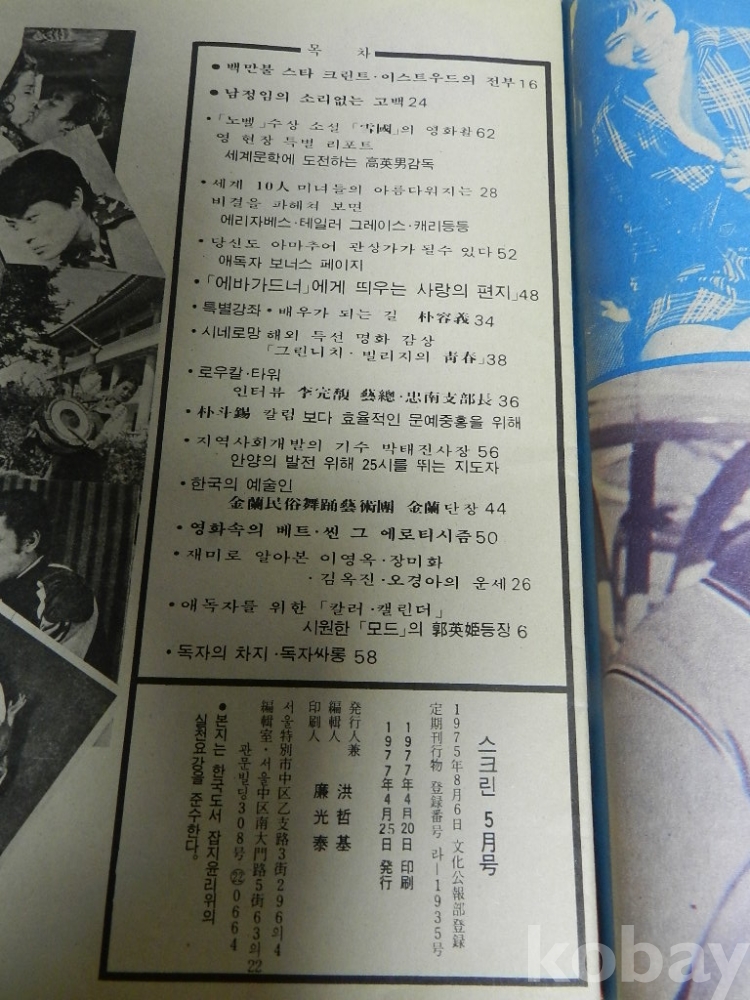 목 차
• 백만불 스타 크린트·이스트우드의 전부 16
• 남정임의 소리없는 고백 24
• 「노벨」수상 소설 「雪國」의 영화촬 62
영 현장 특별 리포트
세계문학에 도전하는 高英男감독
• 세계 10人 미녀들의 아름다워지는 28
비결을 파헤쳐 보면
에리자베스·테일러 그레이스·캐리등등
• 당신도 아마추어 관상가가 될수 있다 52
애독자 보너스 페이지
• 「에바가드너」에게 띄우는 사랑의 편지」 48
• 특별강좌 • 배우가 되는 길 朴容義 34
• 시네로망 해외 특선 명화 감상
「그린니치·빌리지의 靑春」 38
• 로우칼·타워
인터뷰 李完馥 藝總·忠南支部長 36
• 朴斗錫 칼럼 보다 효율적인 문예중흥을 위해
• 지역사회개발의 기수 박태진사장 56
안양의 발전 위해 25시를 뛰는 지도자
• 한국의 예술인
金蘭民俗舞踊藝術團 金蘭단장 44
• 영화속의 베트·씬 그 에로티시즘 50
• 재미로 알아본 이영옥·장미화
·김옥진·오경아의 운세 26
• 애독자들 위한 「칼러·캘린더」
시원한 「모드」의 郭英姬등장 6
• 독자의 차지·독자싸롱 58
스크린 5月号
1975年8月6日 文化公報部登録
定期刊行物 登録番号 라—1935号
1977年4月20日 印刷
1977年4月25日 発行
発行人兼
編輯人 洪哲基
印刷人 廉光泰
서울特別市中区乙支路3街296의4
編輯室·서울中区南大門路5街63의22
관문빌딩308号 ㉒0664
● 본지는 한국도서 잡지윤리위의
실천요강을 준수한다.
kobay